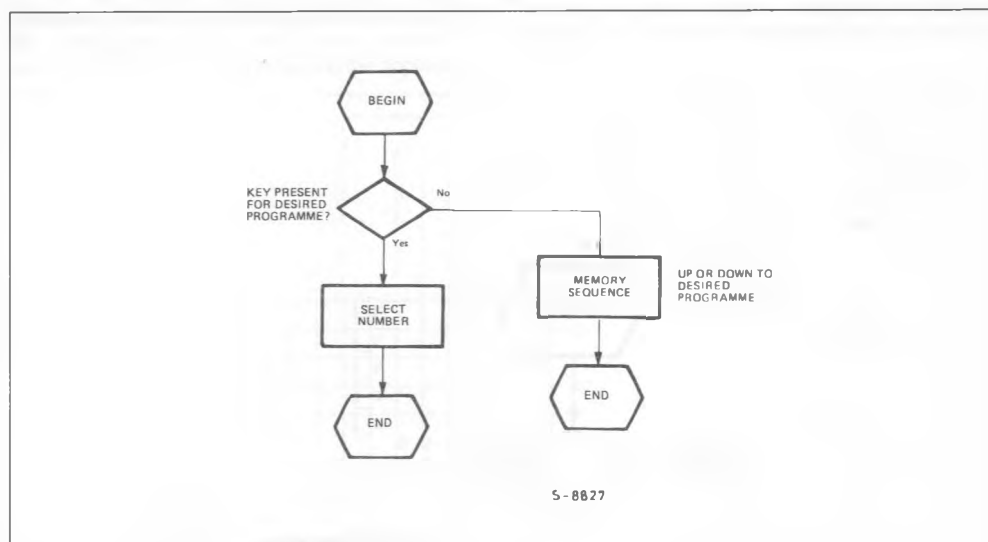 BEGIN
KEY PRESENT
FOR DESIRED
PROGRAMME?
No
Yes
SELECT
NUMBER
END
MEMORY
SEQUENCE
UP OR DOWN TO
DESIRED
PROGRAMME
END
S-8827